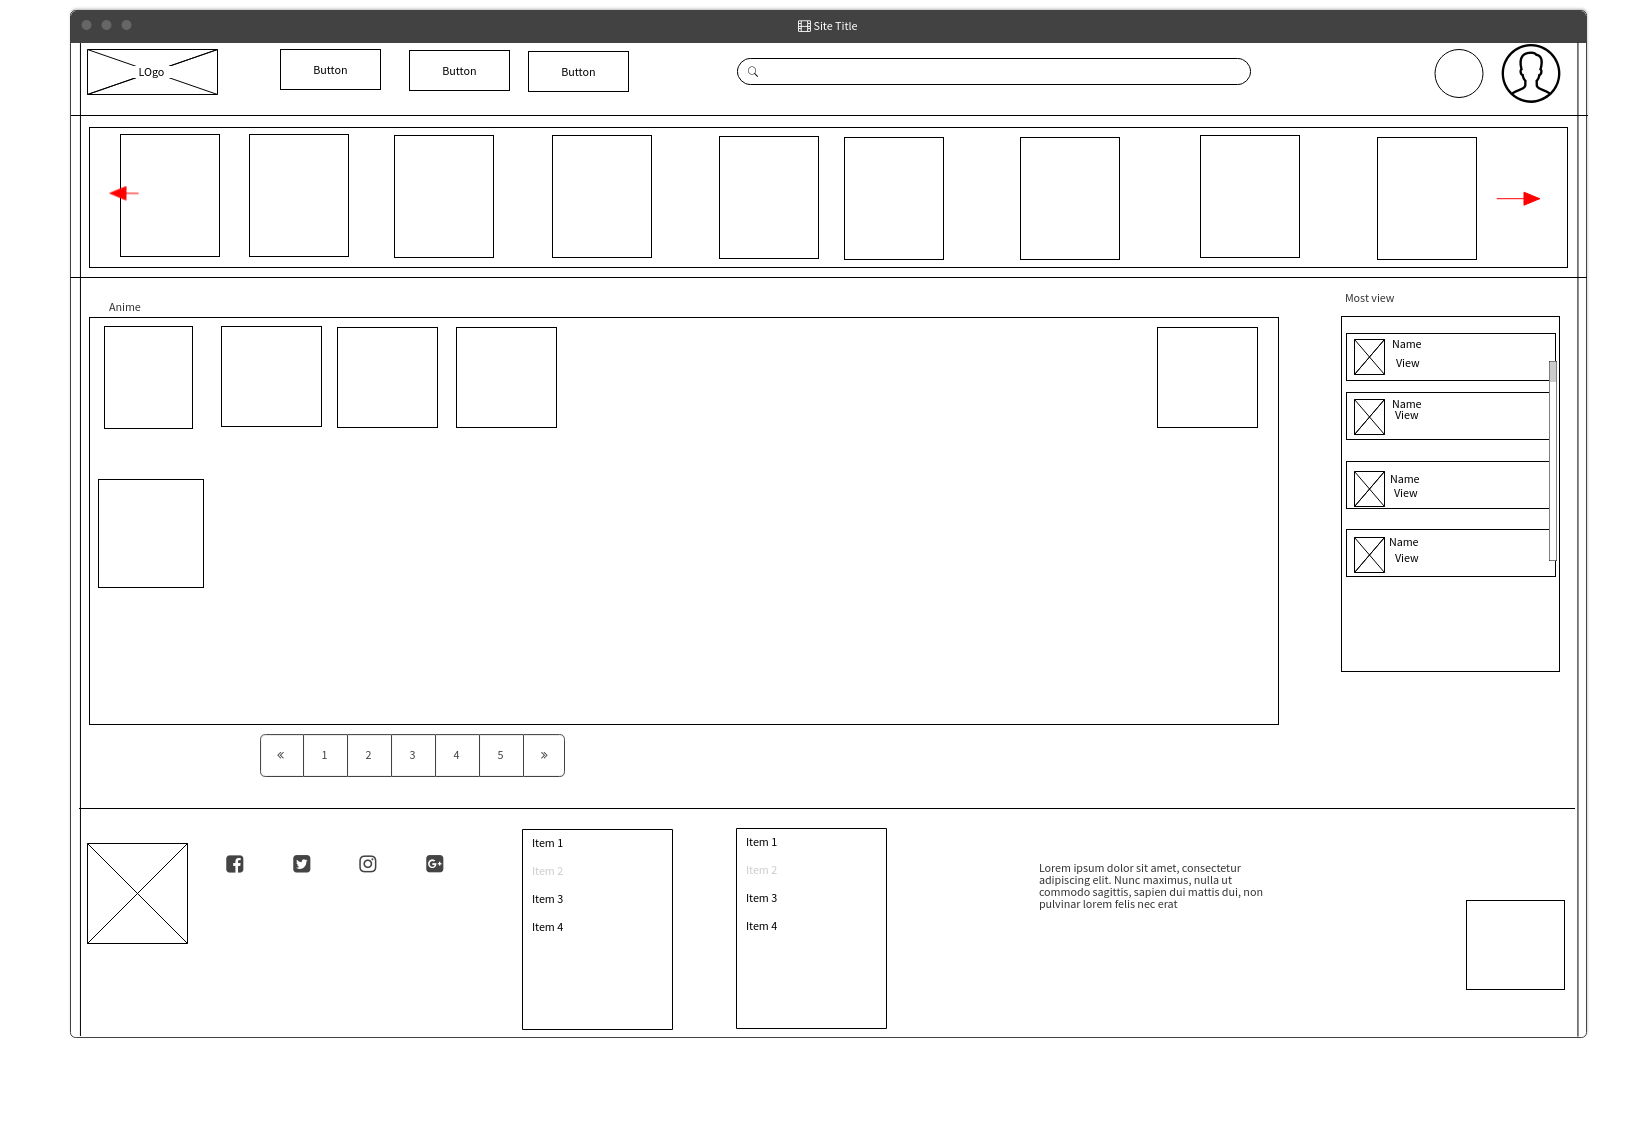 Site Title
LOgo
Button
Button
Button
Anime
Most view
Name
View
Name
View
Name
View
Name
View
« 1 2 3 4 5 »
Item 1
Item 2
Item 3
Item 4
Item 1
Item 2
Item 3
Item 4
Lorem ipsum dolor sit amet, consectetur
adipiscing elit. Nunc maximus, nulla ut
commodo sagittis, sapien dui mattis dui, non
pulvinar lorem felis nec erat